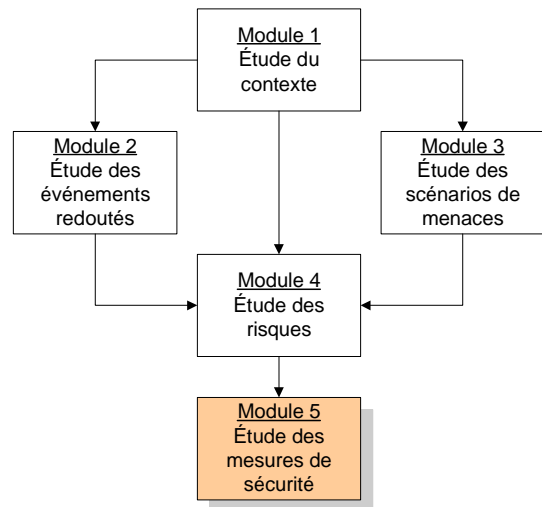 Module 1
Étude du
contexte
Module 2
Étude des
événements
redoutés
Module 3
Étude des
scénarios de
menaces
Module 4
Étude des
risques
Module 5
Étude des
mesures de
sécurité